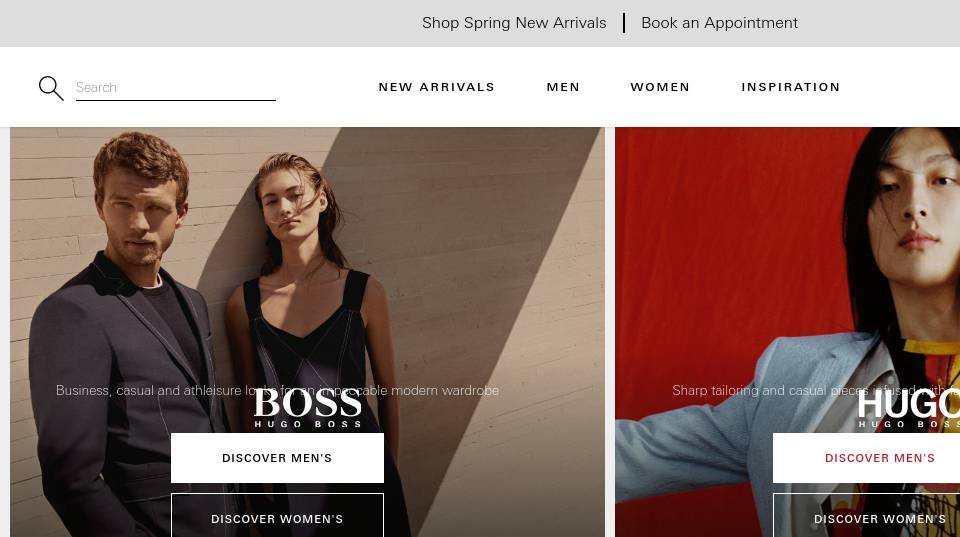 Shop Spring New Arrivals
Book an Appointment
Search
NEW ARRIVALS
MEN
WOMEN
INSPIRATION
Business, casual and athleisure looks for an impeccable modern wardrobe
BOSS
HUGO BOSS
DISCOVER MEN'S
DISCOVER WOMEN'S
Sharp tailoring and casual pieces infused with
HUGO
HUGO BOSS
DISCOVER MEN'S
DISCOVER WOMEN'S